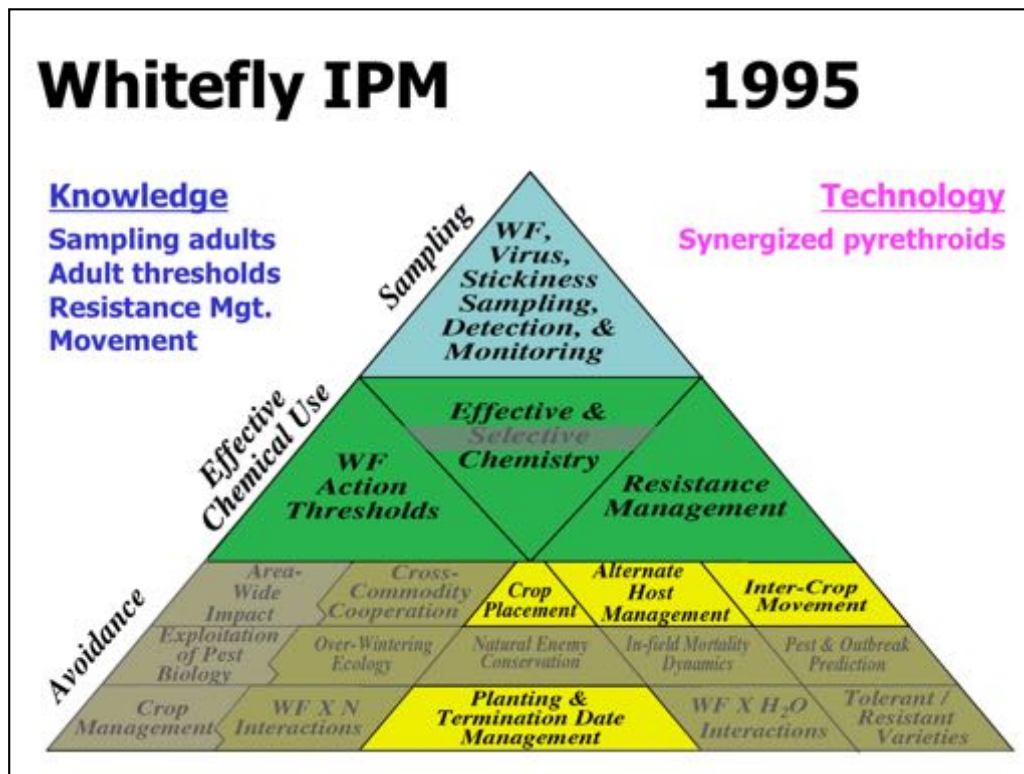 Whitefly IPM 1995
Knowledge
Sampling adults
Adult thresholds
Resistance Mgt.
Movement
Technology
Synergized pyrethroids
Sampling
WF,
Virus,
Stickiness
Sampling,
Detection, &
Monitoring
Effective
Chemical Use
WF
Action
Thresholds
Effective &
Selective
Chemistry
Resistance
Management
Avoidance
Area-
Wide
Impact
Cross-
Commodity
Cooperation
Crop
Placement
Alternate
Host
Management
Inter-Crop
Movement
Exploitation
of Pest
Biology
Over-Wintering
Ecology
Natural Enemy
Conservation
In-field Mortality
Dynamics
Pest & Outbreak
Prediction
Crop
Management
WF X N
Interactions
Planting &
Termination Date
Management
WF X H₂O
Interactions
Tolerant /
Resistant
Varieties